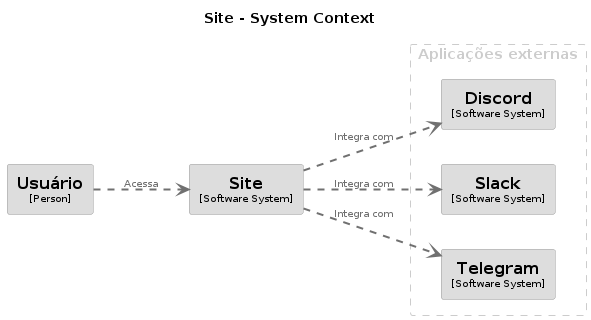 Site - System Context
Aplicações externas
Discord
[Software System]
Integra com
Usuário
[Person]
Acessa
Site
[Software System]
Integra com
Slack
[Software System]
Integra com
Telegram
[Software System]